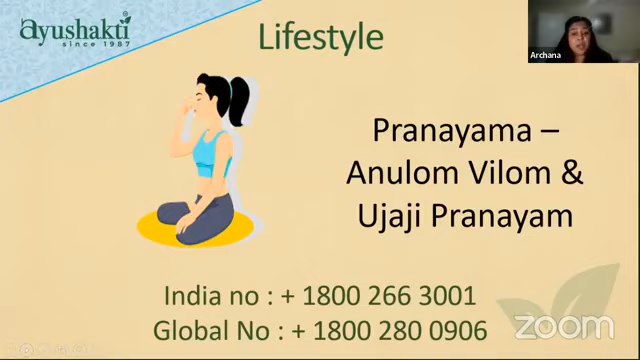 ayushakti
since 1987
Lifestyle
Archana
Pranayama –
Anulom Vilom &
Ujaji Pranayam
India no : + 1800 266 3001
Global No : + 1800 280 0906
zoom